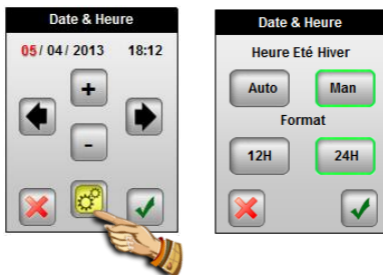 Date & Heure
05/ 04/ 2013 18:12
+
-
Date & Heure
Heure Eté Hiver
Auto Man
Format
12H 24H